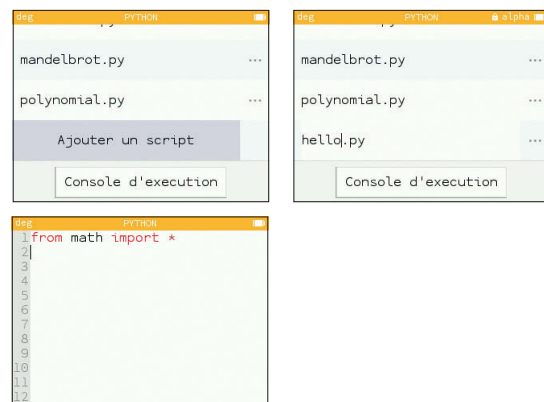 deg PYTHON
mandelbrot.py ...
polynomial.py ...
Ajouter un script
Console d'execution
deg PYTHON alpha
mandelbrot.py ...
polynomial.py ...
hello.py ...
Console d'execution
deg PYTHON
1 from math import *
2
3
4
5
6
7
8
9
10
11
12